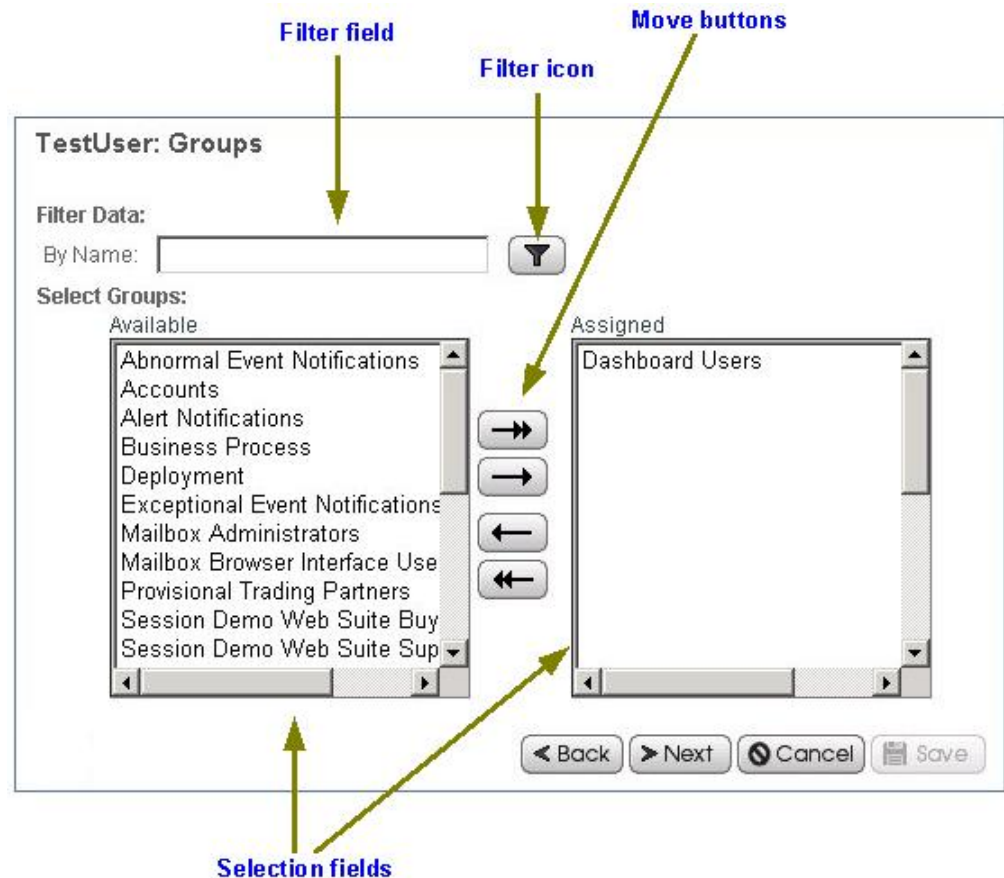 Move buttons
Filter field
Filter icon
TestUser: Groups
Filter Data:
By Name:
Select Groups:
Available
Abnormal Event Notifications
Accounts
Alert Notifications
Business Process
Deployment
Exceptional Event Notifications
Mailbox Administrators
Mailbox Browser Interface Use
Provisional Trading Partners
Session Demo Web Suite Buy
Session Demo Web Suite Sup
Assigned
Dashboard Users
Back
Next
Cancel
Save
Selection fields